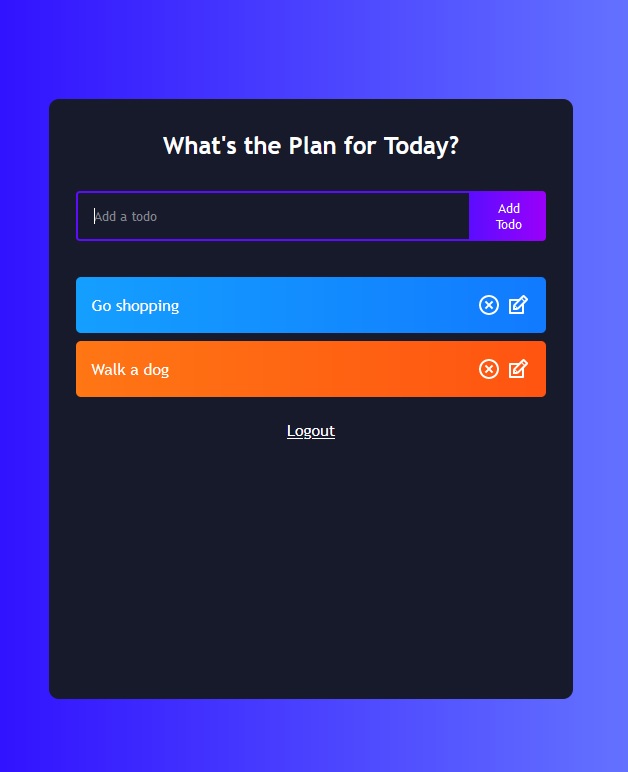 What's the Plan for Today?
Add a todo
Add
Todo
Go shopping
Walk a dog
Logout